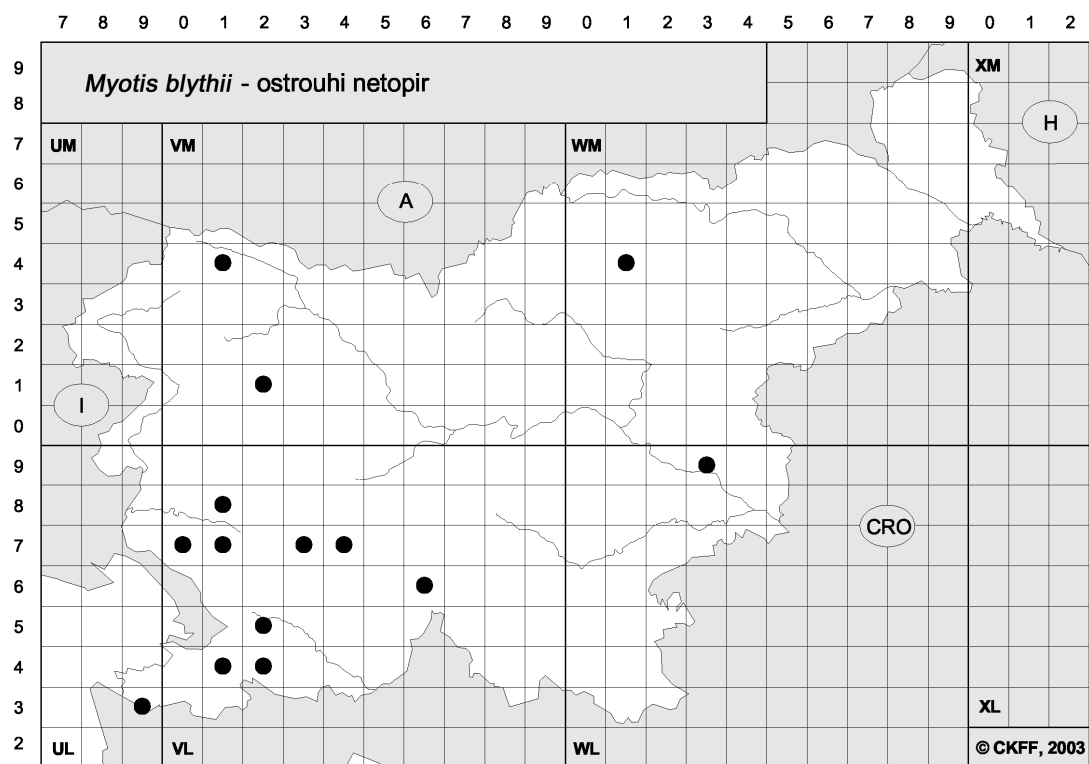 7 8 9 0 1 2 3 4 5 6 7 8 9 0 1 2 3 4 5 6 7 8 9 0 1 2
9 XM
Myotis blythii - ostrouhi netopir
8
H
7 UM VM WM
6
A
5
4
3
2
1
I
0
9
8
CRO
7
6
5
4
3 XL
2 UL VL WL © CKFF, 2003